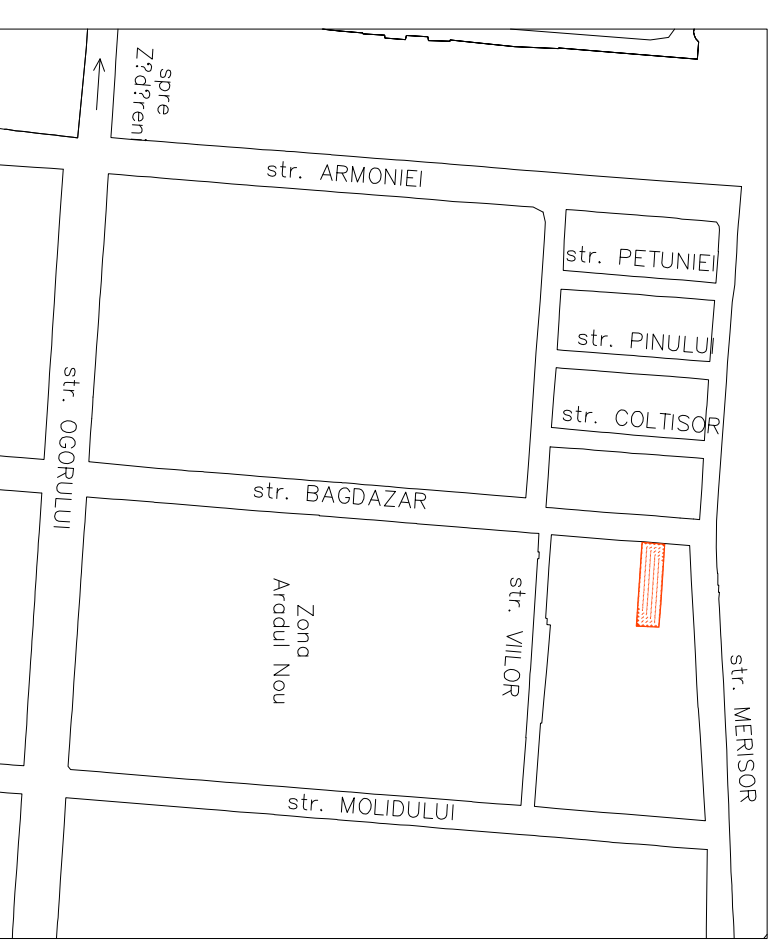 spre
Z?d?ren
str. ARMONIEI
str. PETUNIEI
str. PINULUI
str. COLTISOR
str. OGORULUI
str. BAGDAZAR
Zona
Aradul Nou
str. VIILOR
str. MERISOR
str. MOLIDULUI